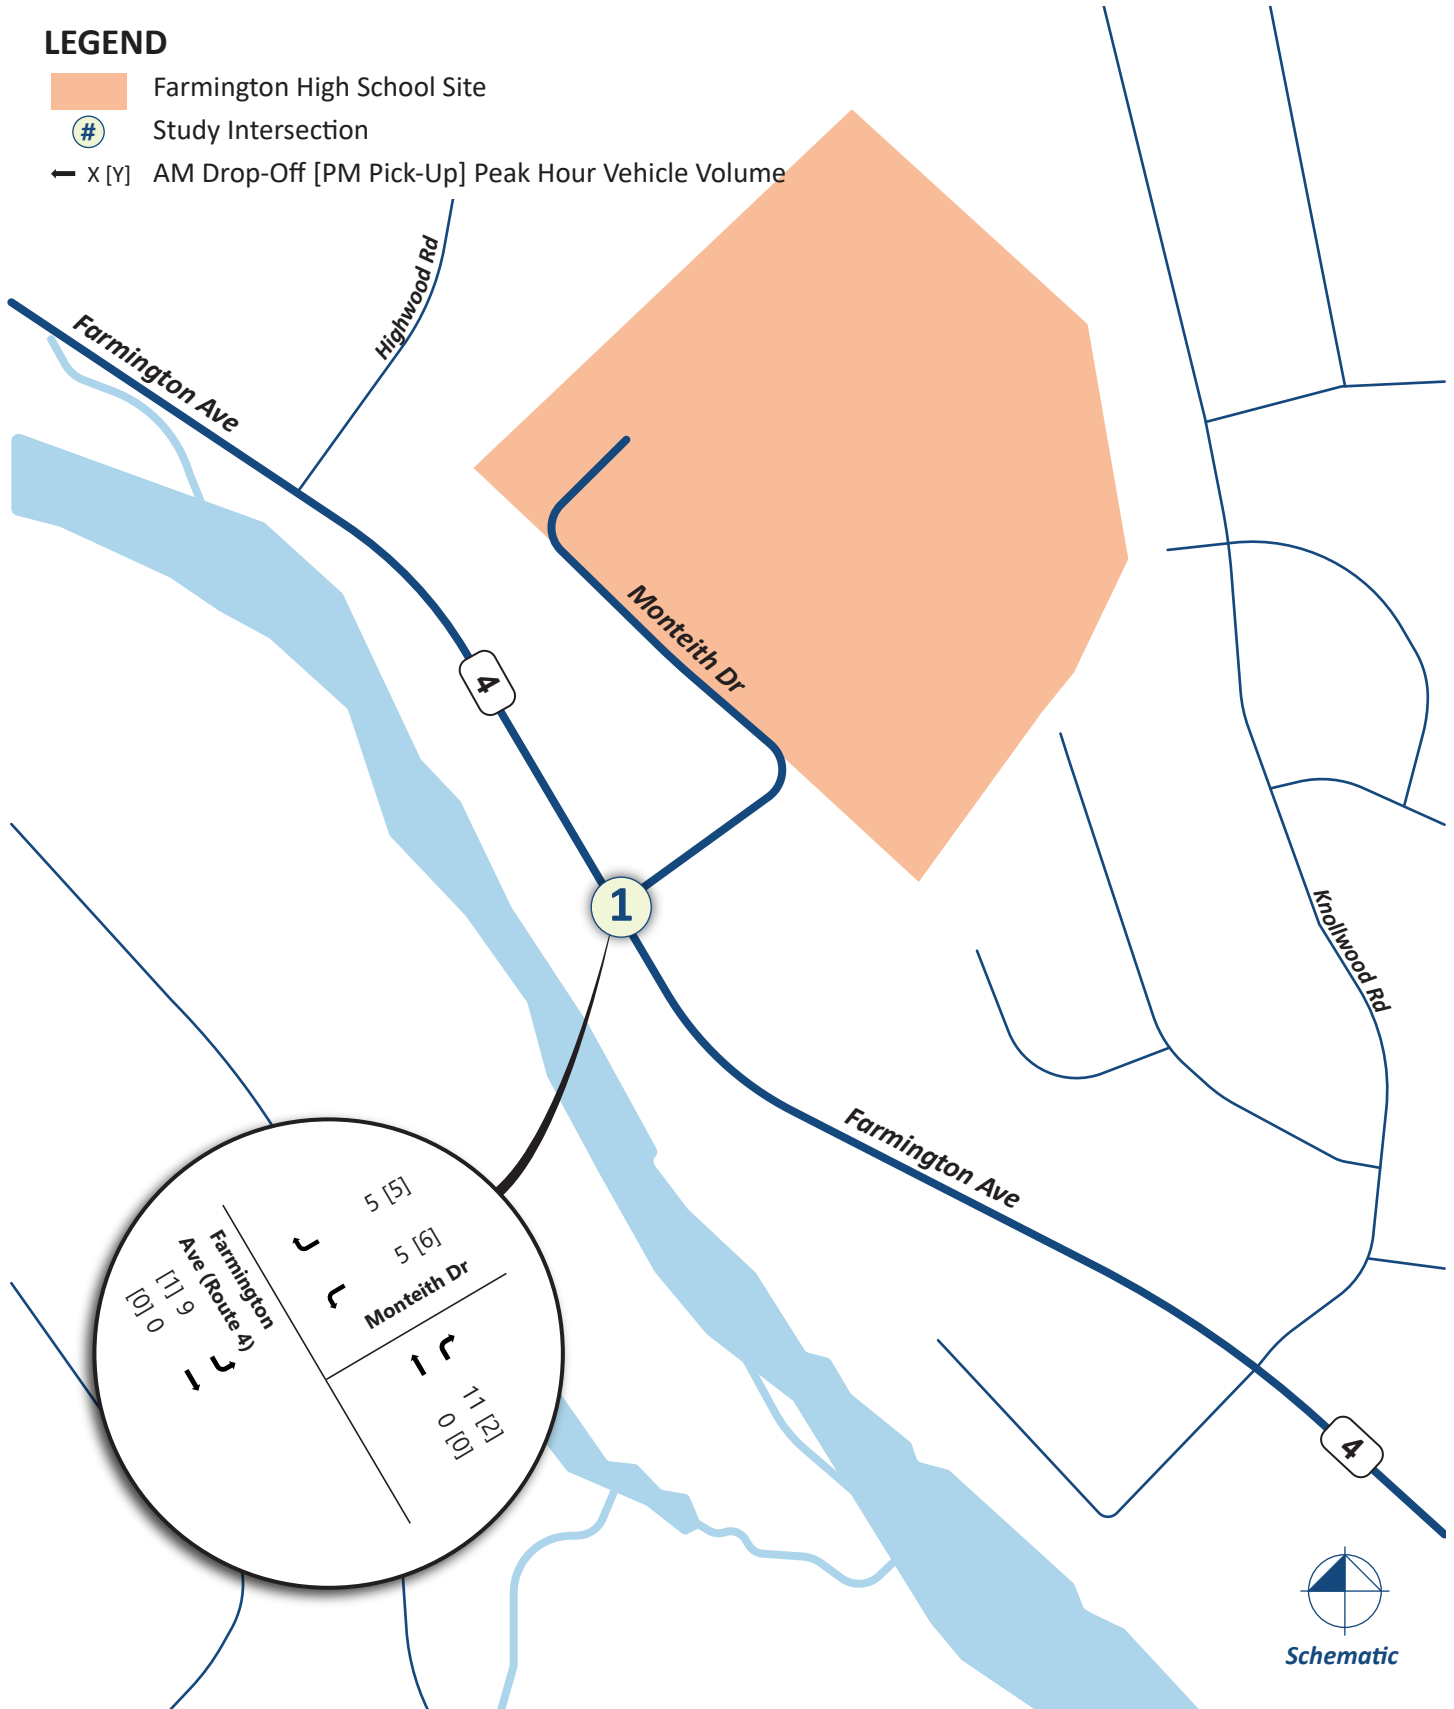 LEGEND
Farmington High School Site
# Study Intersection
X [Y] AM Drop-Off [PM Pick-Up] Peak Hour Vehicle Volume
Highwood Rd
Farmington Ave
Monteith Dr
4
1
Knollwood Rd
Farmington Ave
5 [5]
5 [6]
Monteith Dr
Farmington
Ave (Route 4)
[1] 9
[0] 0
11 [2]
0 [0]
4
Schematic